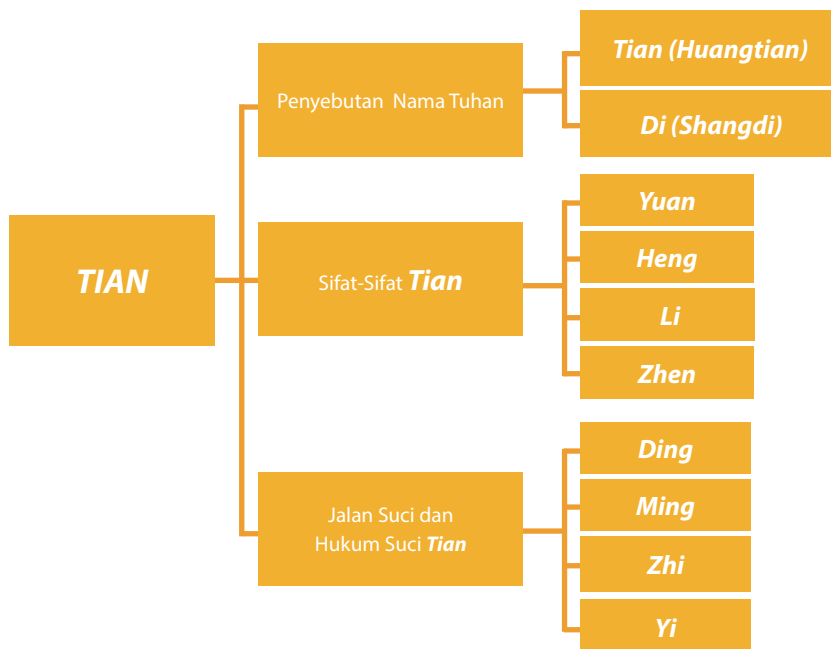 TIAN
Penyebutan Nama Tuhan
Tian (Huangtian)
Di (Shangdi)
Sifat-Sifat Tian
Yuan
Heng
Li
Zhen
Jalan Suci dan
Hukum Suci Tian
Ding
Ming
Zhi
Yi